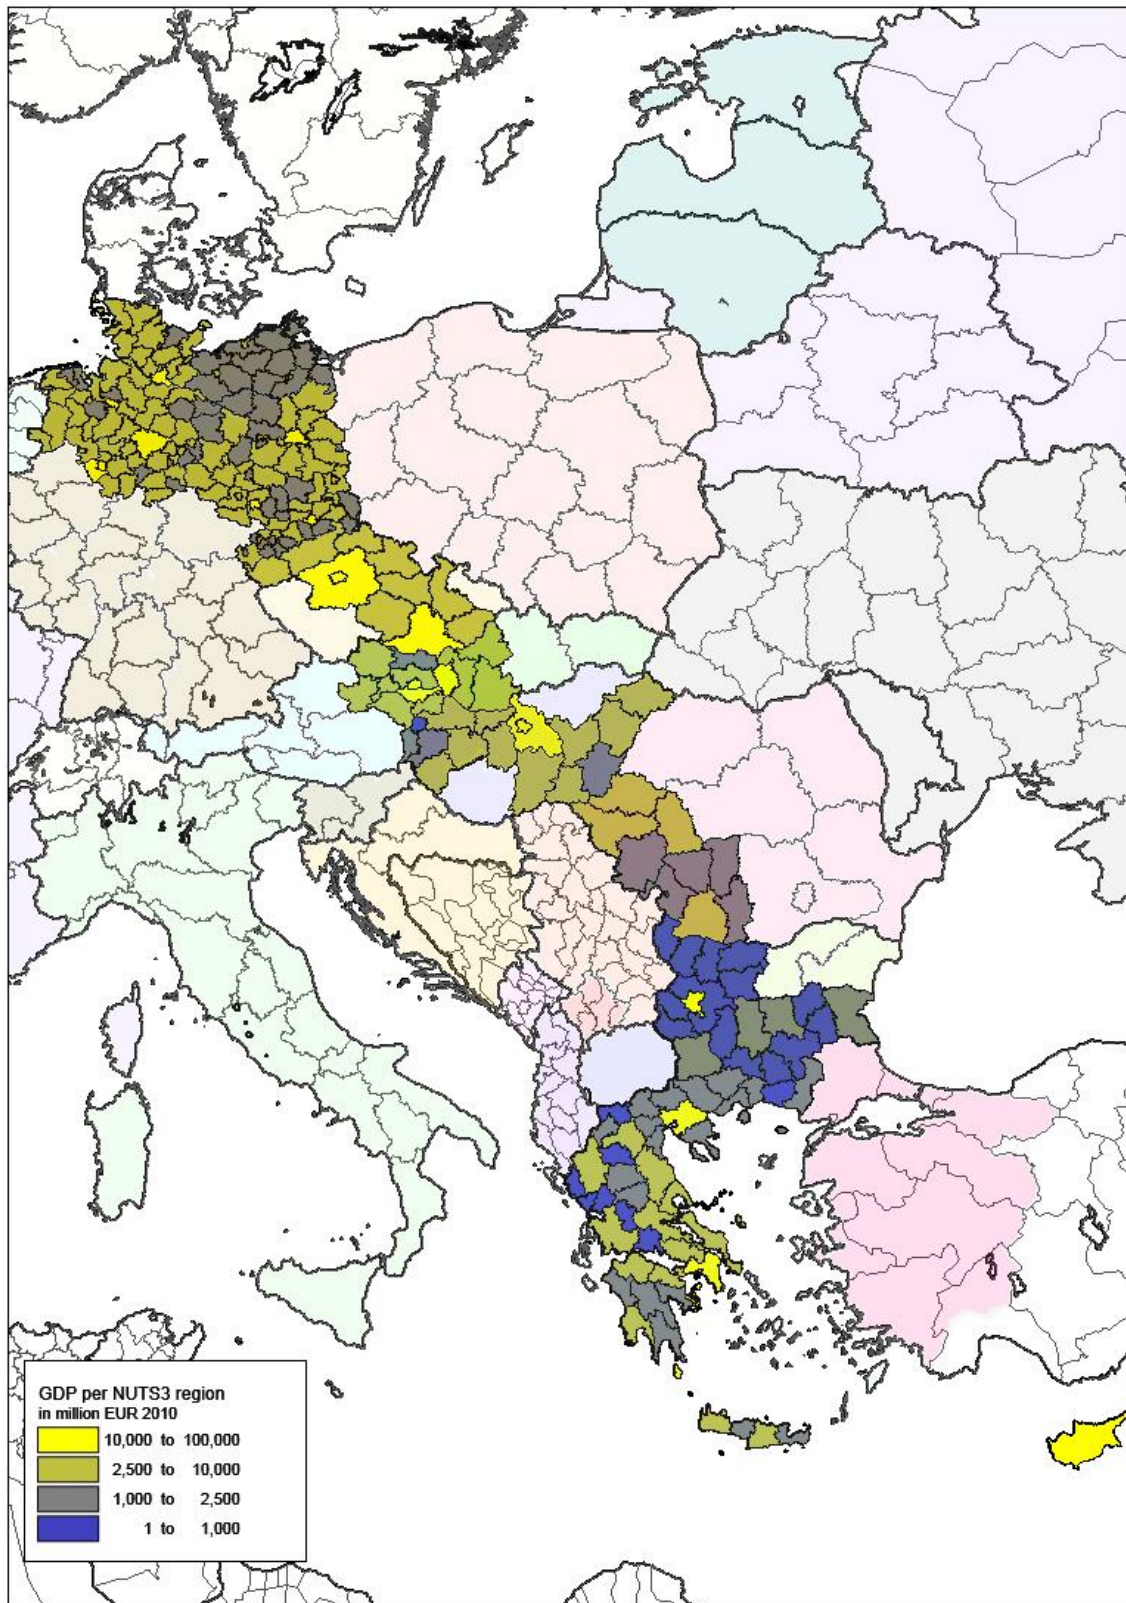 GDP per NUTS3 region
in million EUR 2010
10,000 to 100,000
2,500 to 10,000
1,000 to 2,500
1 to 1,000